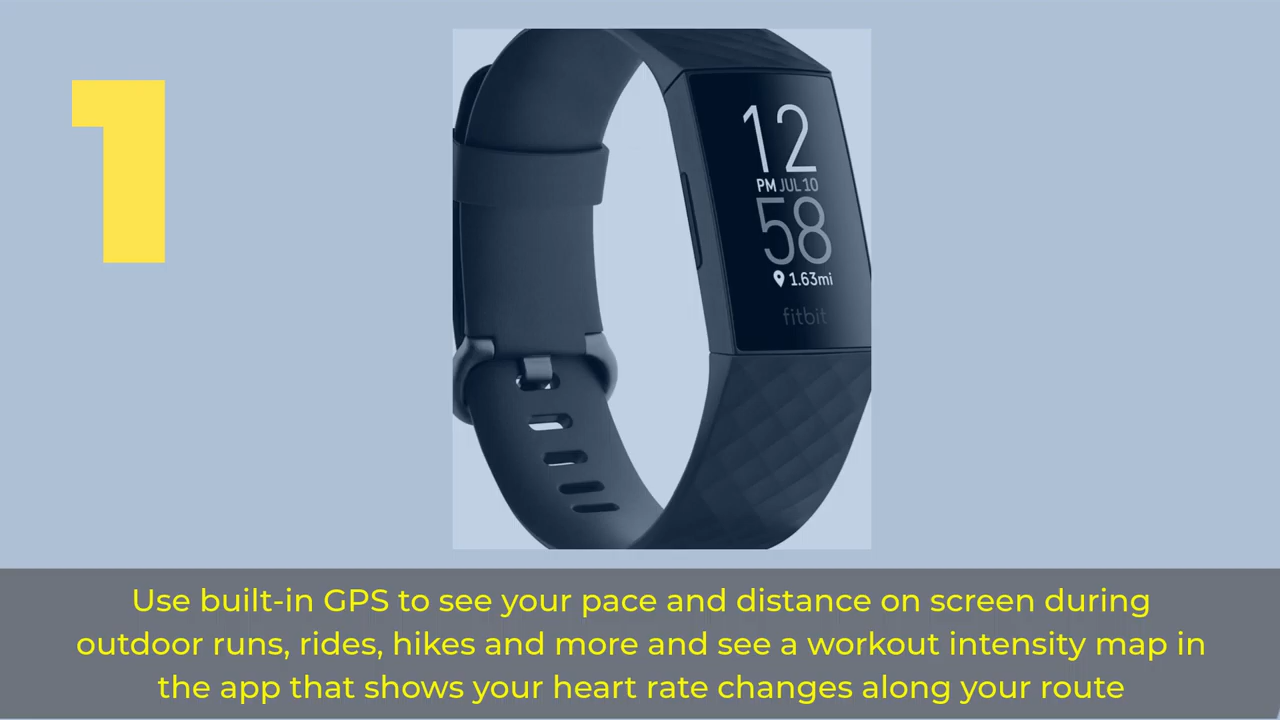 1
12
PM JUL 10
58
1.63mi
fitbit
Use built-in GPS to see your pace and distance on screen during
outdoor runs, rides, hikes and more and see a workout intensity map in
the app that shows your heart rate changes along your route